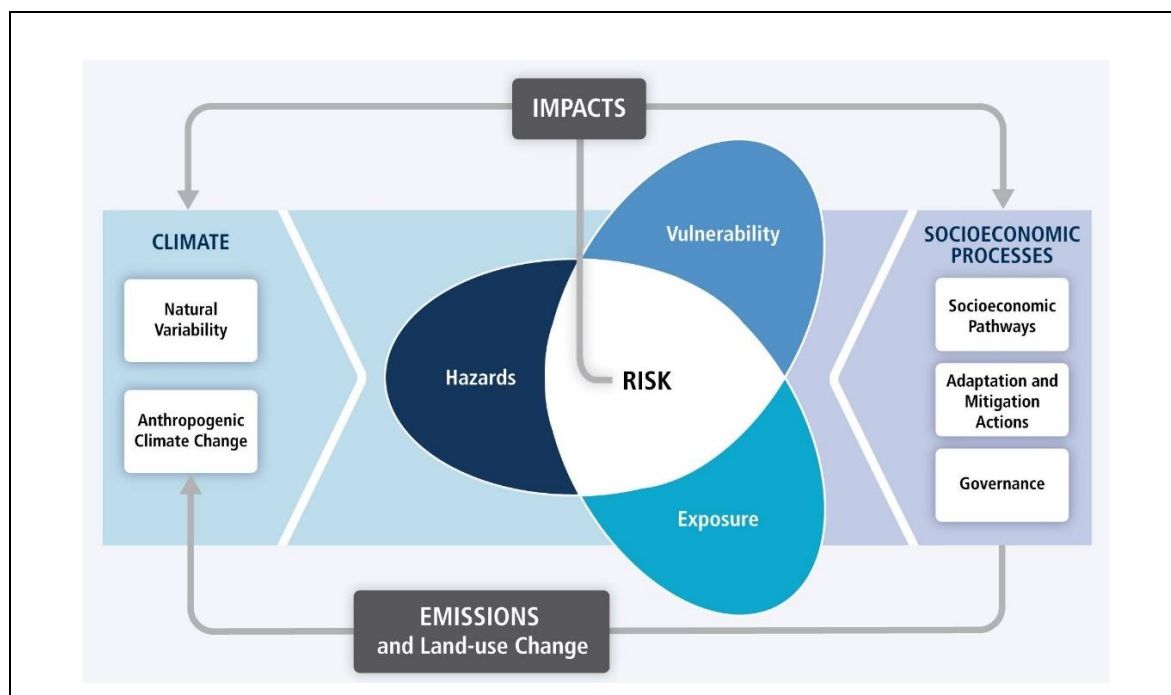 IMPACTS
CLIMATE
Natural
Variability
Anthropogenic
Climate Change
Vulnerability
Hazards
RISK
Exposure
SOCIOECONOMIC
PROCESSES
Socioeconomic
Pathways
Adaptation and
Mitigation
Actions
Governance
EMISSIONS
and Land-use Change